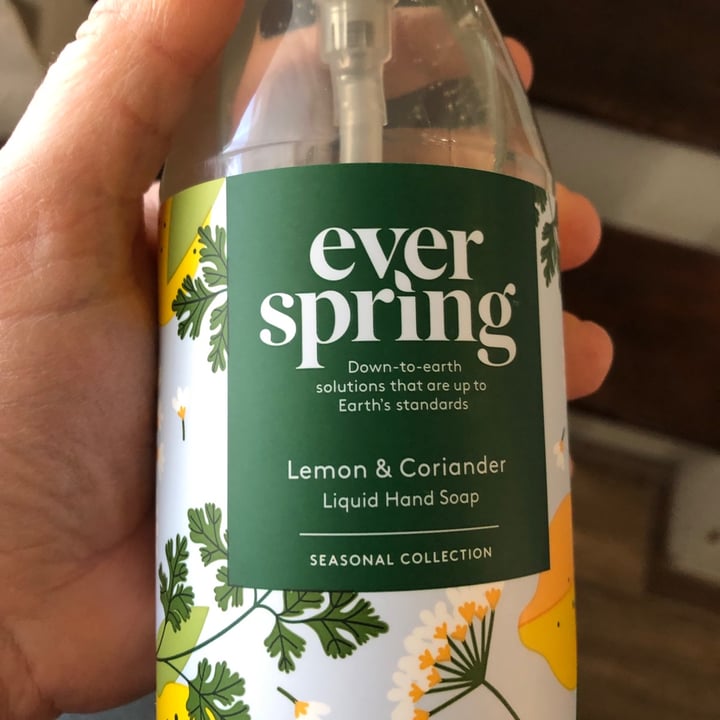 ever
spring
Down-to-earth
solutions that are up to
Earth's standards
Lemon & Coriander
Liquid Hand Soap
SEASONAL COLLECTION